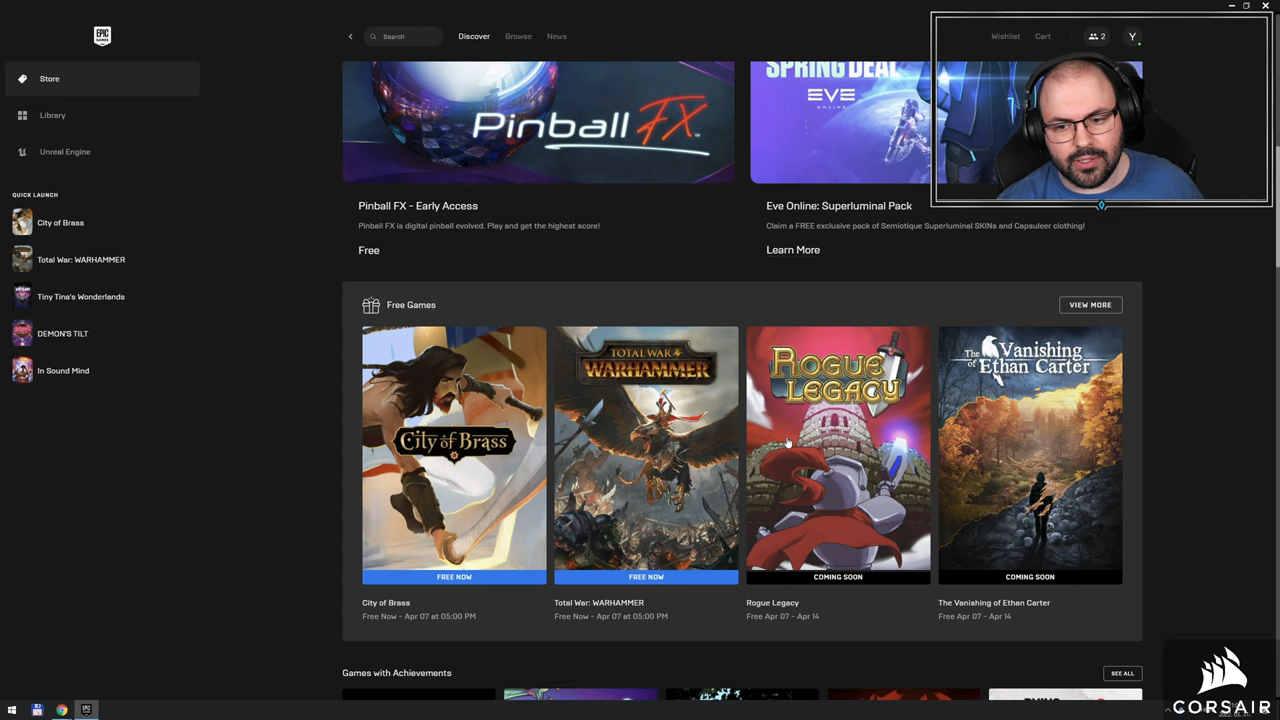 EPIC
GAMES
Search
Discover
Browse
News
Wishlist
Cart
2
Y
Store
Library
Unreal Engine
QUICK LAUNCH
City of Brass
Total War: WARHAMMER
Tiny Tina's Wonderlands
DEMON'S TILT
In Sound Mind
Pinball FX
SPRING DEAL
EVE
ONLINE
Pinball FX - Early Access
Pinball FX is digital pinball evolved. Play and get the highest score!
Free
Eve Online: Superluminal Pack
Claim a FREE exclusive pack of Semiotique Superluminal SKINs and Capsuleer clothing!
Learn More
Free Games
VIEW MORE
City of Brass
TOTAL WAR
WARHAMMER
ROGUE
LEGACY
The Vanishing
of Ethan Carter
FREE NOW
FREE NOW
COMING SOON
COMING SOON
City of Brass
Free Now - Apr 07 at 05:00 PM
Total War: WARHAMMER
Free Now - Apr 07 at 05:00 PM
Rogue Legacy
Free Apr 07 - Apr 14
The Vanishing of Ethan Carter
Free Apr 07 - Apr 14
Games with Achievements
SEE ALL
CORSAIR
EPIC
2022. 03. 31.